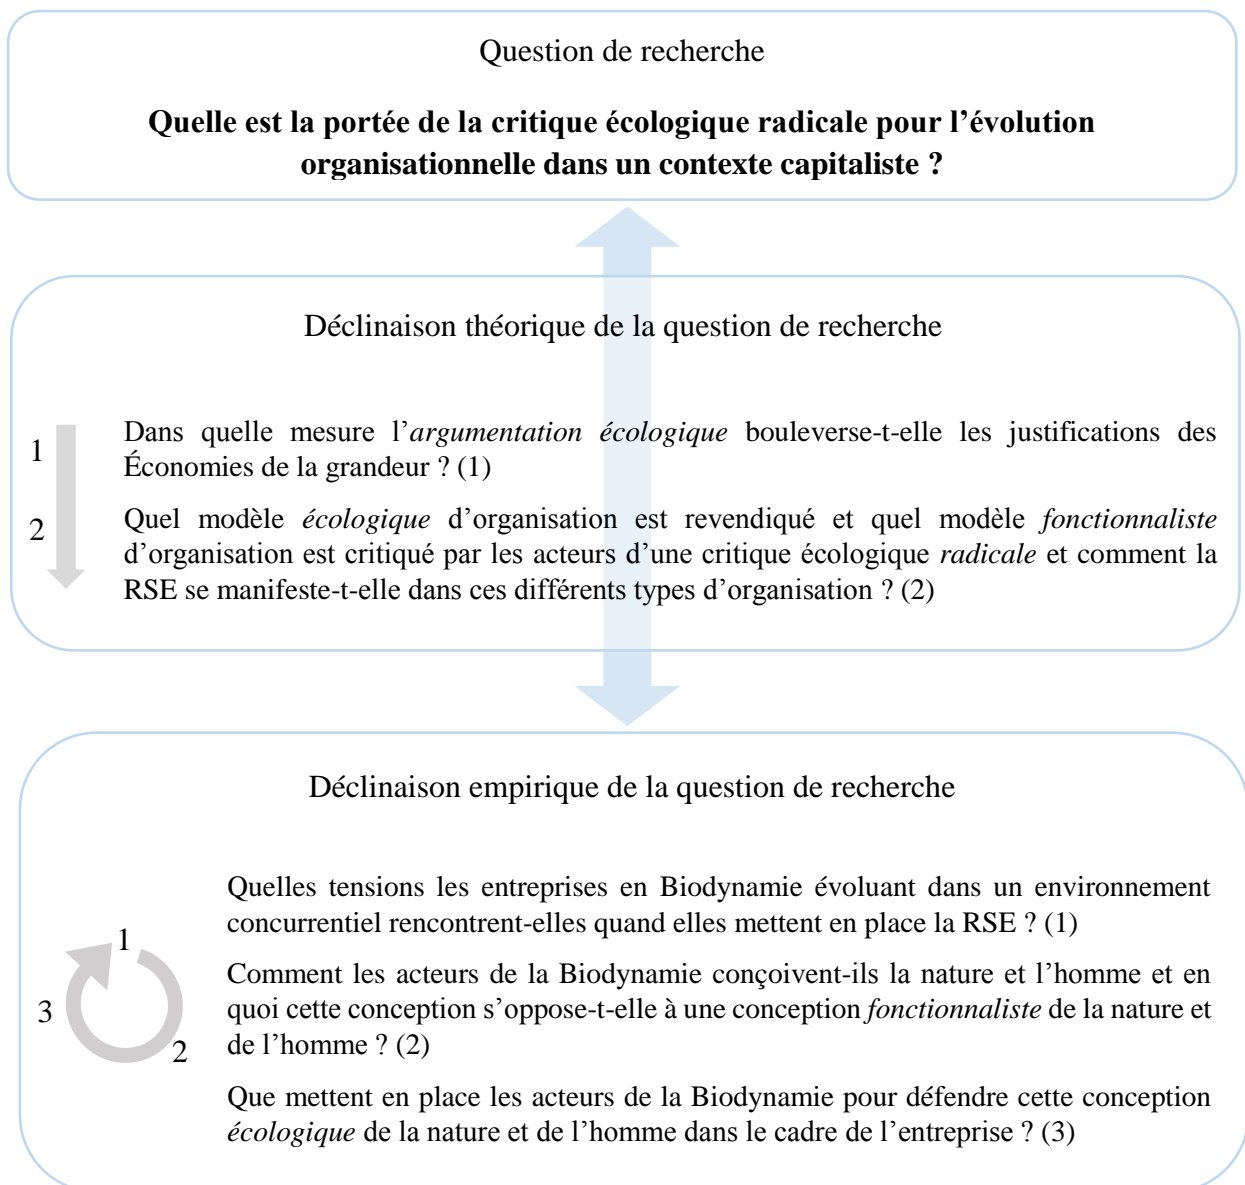 Question de recherche
Quelle est la portée de la critique écologique radicale pour l’évolution
organisationnelle dans un contexte capitaliste ?
Déclinaison théorique de la question de recherche
1
Dans quelle mesure l’argumentation écologique bouleverse-t-elle les justifications des
Économies de la grandeur ? (1)
2
Quel modèle écologique d’organisation est revendiqué et quel modèle fonctionnaliste
d’organisation est critiqué par les acteurs d’une critique écologique radicale et comment la
RSE se manifeste-t-elle dans ces différents types d’organisation ? (2)
Déclinaison empirique de la question de recherche
Quelles tensions les entreprises en Biodynamie évoluant dans un environnement
concurrentiel rencontrent-elles quand elles mettent en place la RSE ? (1)
1
Comment les acteurs de la Biodynamie conçoivent-ils la nature et l’homme et en
3
quoi cette conception s’oppose-t-elle à une conception fonctionnaliste de la nature et
2
de l’homme ? (2)
Que mettent en place les acteurs de la Biodynamie pour défendre cette conception
écologique de la nature et de l’homme dans le cadre de l’entreprise ? (3)